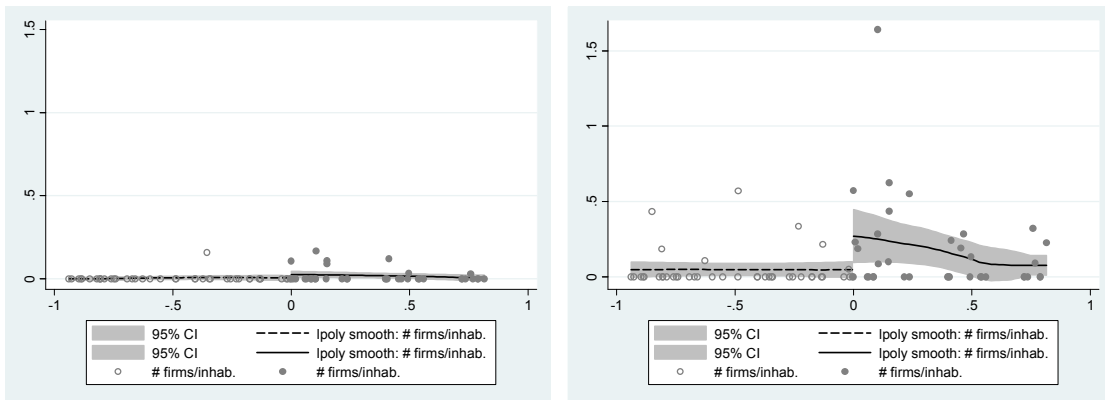 1.5
1
.5
0
-1 -.5 0 .5 1
95% CI lpoly smooth: # firms/inhab.
95% CI lpoly smooth: # firms/inhab.
# firms/inhab. # firms/inhab.
1.5
1
.5
0
-1 -.5 0 .5 1
95% CI lpoly smooth: # firms/inhab.
95% CI lpoly smooth: # firms/inhab.
# firms/inhab. # firms/inhab.